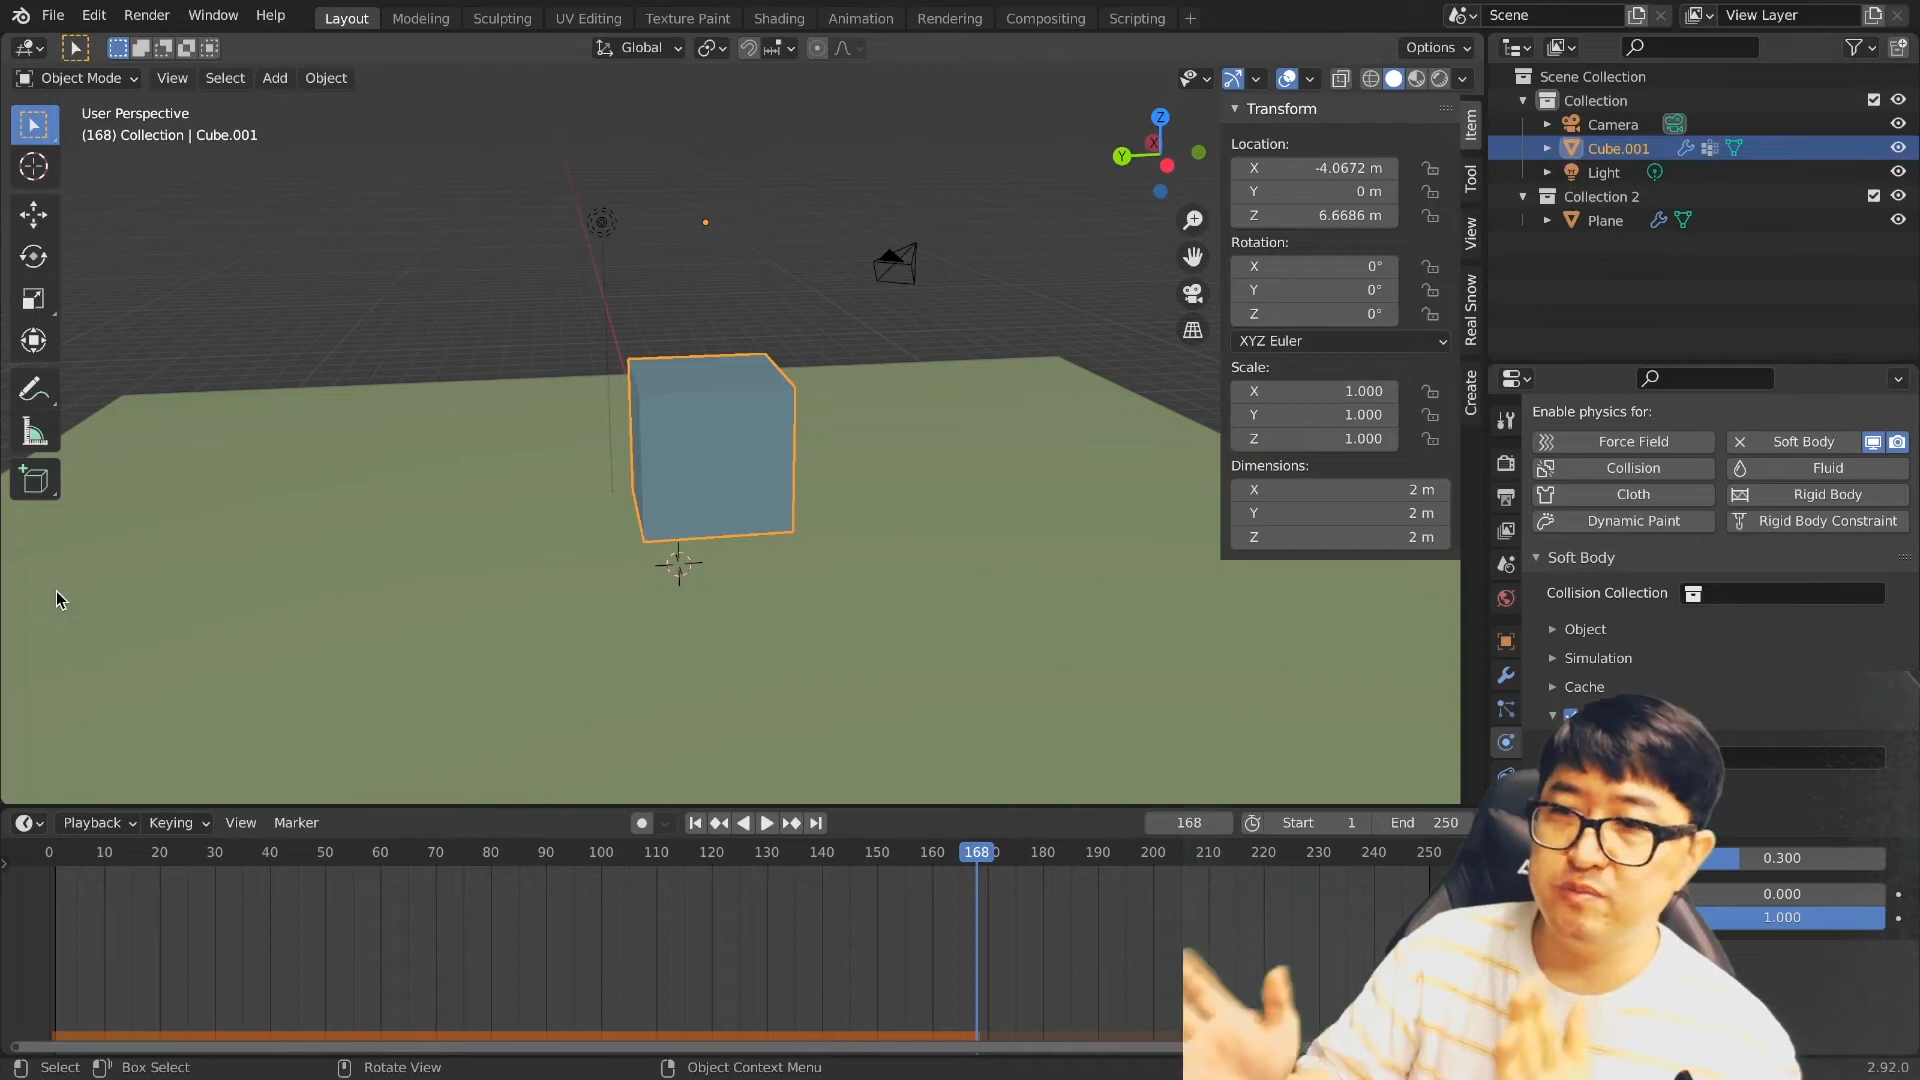 File Edit Render Window Help Layout Modeling Sculpting UV Editing Texture Paint Shading Animation Rendering Compositing Scripting + Scene View Layer
Global Options
Object Mode View Select Add Object
User Perspective
(168) Collection | Cube.001
Z
X
Y
Transform
Location:
X -4.0672 m
Y 0 m
Z 6.6686 m
Rotation:
X 0°
Y 0°
Z 0°
XYZ Euler
Scale:
X 1.000
Y 1.000
Z 1.000
Dimensions:
X 2 m
Y 2 m
Z 2 m
Item
Tool
View
Real Snow
Create
Scene Collection
Collection
Camera
Cube.001
Light
Collection 2
Plane
Enable physics for:
Force Field Soft Body
Collision Fluid
Cloth Rigid Body
Dynamic Paint Rigid Body Constraint
Soft Body
Collision Collection
Object
Simulation
Cache
0.300
0.000
1.000
Playback Keying View Marker 168 Start 1 End 250
0 10 20 30 40 50 60 70 80 90 100 110 120 130 140 150 160 168 180 190 200 210 220 230 240 250
Select Box Select Rotate View Object Context Menu 2.92.0